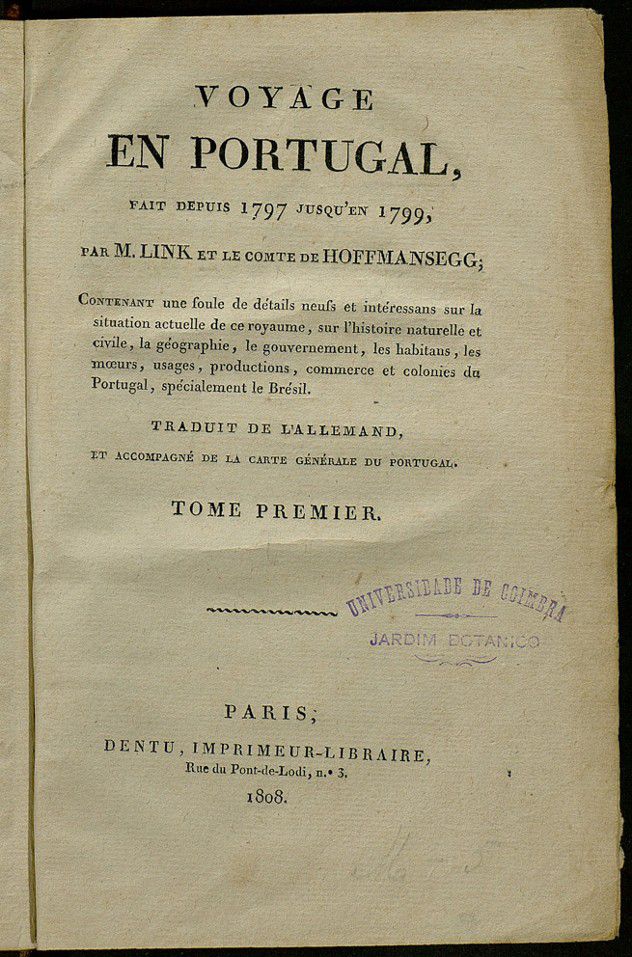 VOYAGE
EN PORTUGAL,
FAIT DEPUIS 1797 JUSQU'EN 1799,
PAR M. LINK ET LE COMTE DE HOFFMANSEGG;
CONTENANT une foule de détails neufs et intéressans sur la
situation actuelle de ce royaume, sur l'histoire naturelle et
civile, la géographie, le gouvernement, les habitans, les
mœurs, usages, productions, commerce et colonies du
Portugal, spécialement le Brésil.
TRADUIT DE L'ALLEMAND,
ET ACCOMPAGNÉ DE LA CARTE GÉNÉRALE DU PORTUGAL.
TOME PREMIER.
UNIVERSIDADE DE COIMBRA
JARDIM BOTANICO
PARIS,
DENTU, IMPRIMEUR-LIBRAIRE,
Rue du Pont-de-Lodi, n.° 3.
1808.